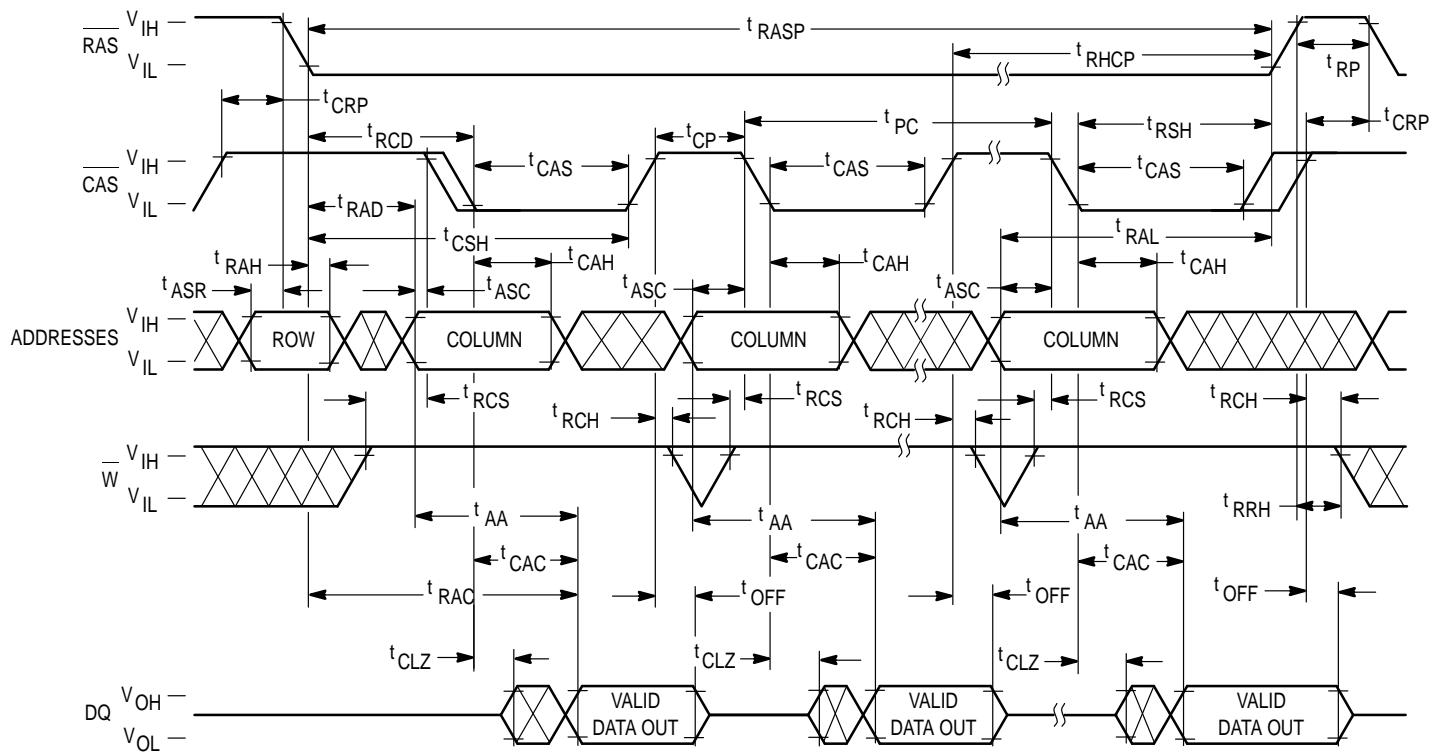 V IH
RAS
V IL
t RASP
t RHCP
t RP
t CRP
t RCD
t CP
t PC
t RSH
t CRP
V IH
CAS
V IL
t CAS
t CAS
t CAS
t RAD
t CSH
t RAL
t RAH
t CAH
t CAH
t CAH
t ASR
t ASC
t ASC
t ASC
ADDRESSES
V IH
V IL
ROW
COLUMN
COLUMN
COLUMN
t RCS
t RCH
t RCS
t RCH
t RCS
t RCH
V IH
W
V IL
t RRH
t AA
t AA
t AA
t CAC
t CAC
t CAC
t RAC
t OFF
t OFF
t OFF
t CLZ
t CLZ
t CLZ
DQ
V OH
V OL
VALID
DATA OUT
VALID
DATA OUT
VALID
DATA OUT